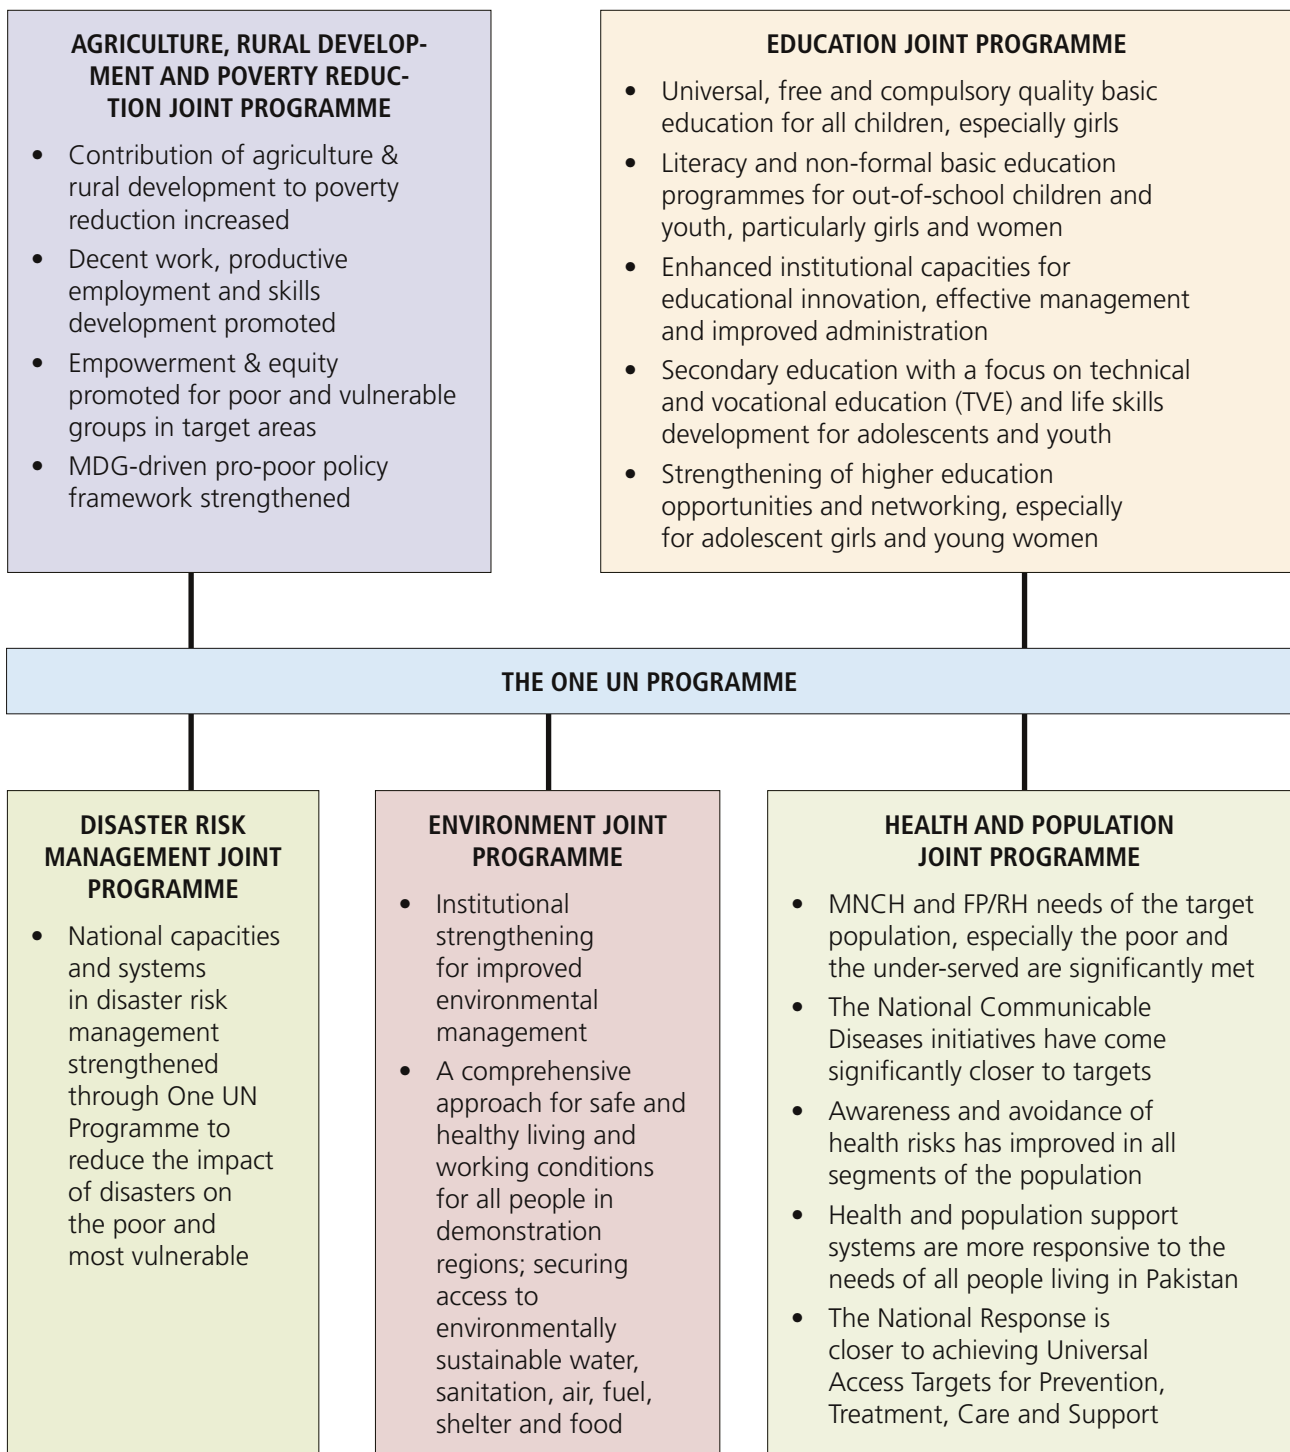 AGRICULTURE, RURAL DEVELOP-
MENT AND POVERTY REDUC-
TION JOINT PROGRAMME
• Contribution of agriculture &
rural development to poverty
reduction increased
• Decent work, productive
employment and skills
development promoted
• Empowerment & equity
promoted for poor and vulnerable
groups in target areas
• MDG-driven pro-poor policy
framework strengthened
EDUCATION JOINT PROGRAMME
• Universal, free and compulsory quality basic
education for all children, especially girls
• Literacy and non-formal basic education
programmes for out-of-school children and
youth, particularly girls and women
• Enhanced institutional capacities for
educational innovation, effective management
and improved administration
• Secondary education with a focus on technical
and vocational education (TVE) and life skills
development for adolescents and youth
• Strengthening of higher education
opportunities and networking, especially
for adolescent girls and young women
THE ONE UN PROGRAMME
DISASTER RISK
MANAGEMENT JOINT
PROGRAMME
• National capacities
and systems
in disaster risk
management
strengthened
through One UN
Programme to
reduce the impact
of disasters on
the poor and
most vulnerable
ENVIRONMENT JOINT
PROGRAMME
• Institutional
strengthening
for improved
environmental
management
• A comprehensive
approach for safe and
healthy living and
working conditions
for all people in
demonstration
regions; securing
access to
environmentally
sustainable water,
sanitation, air, fuel,
shelter and food
HEALTH AND POPULATION
JOINT PROGRAMME
• MNCH and FP/RH needs of the target
population, especially the poor and
the under-served are significantly met
• The National Communicable
Diseases initiatives have come
significantly closer to targets
• Awareness and avoidance of
health risks has improved in all
segments of the population
• Health and population support
systems are more responsive to the
needs of all people living in Pakistan
• The National Response is
closer to achieving Universal
Access Targets for Prevention,
Treatment, Care and Support